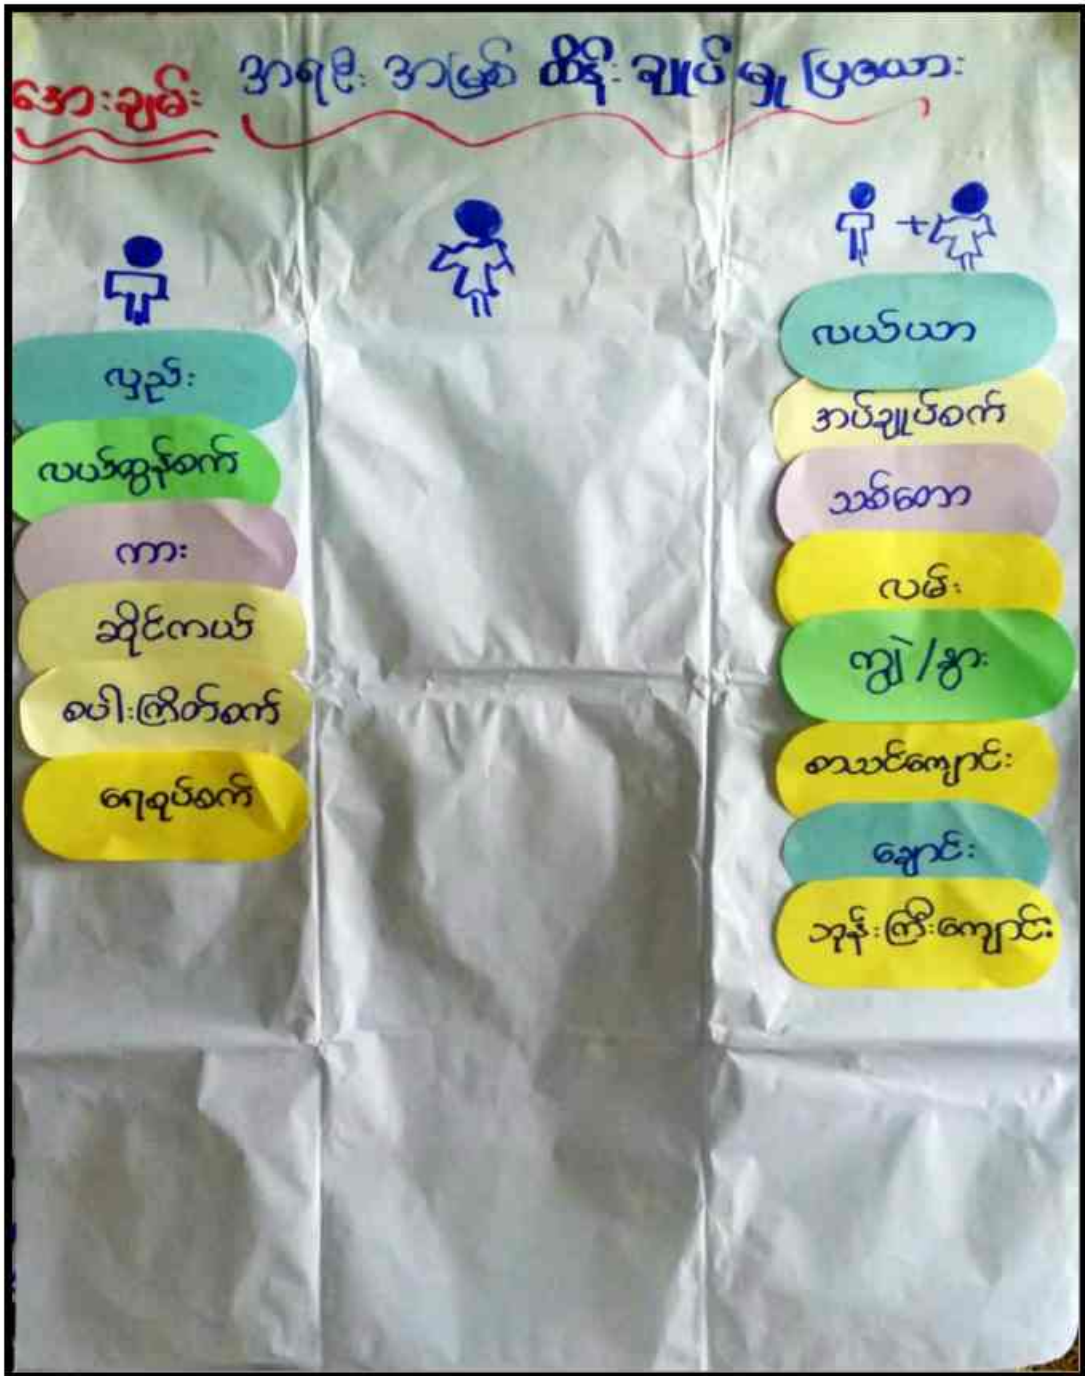 အေးချမ်း အရင်းအမြစ် ထိန်းချုပ်မှု ပြဇယား
လှည်း
လယ်ထွန်စက်
ကား
ဆိုင်ကယ်
စပါးကြိတ်စက်
ရေစုပ်စက်
လယ်ယာ
အပ်ချုပ်စက်
သစ်တော
လမ်း
ကျွဲ/နွား
စာသင်ကျောင်း
ချောင်း
ဘုန်းကြီးကျောင်း